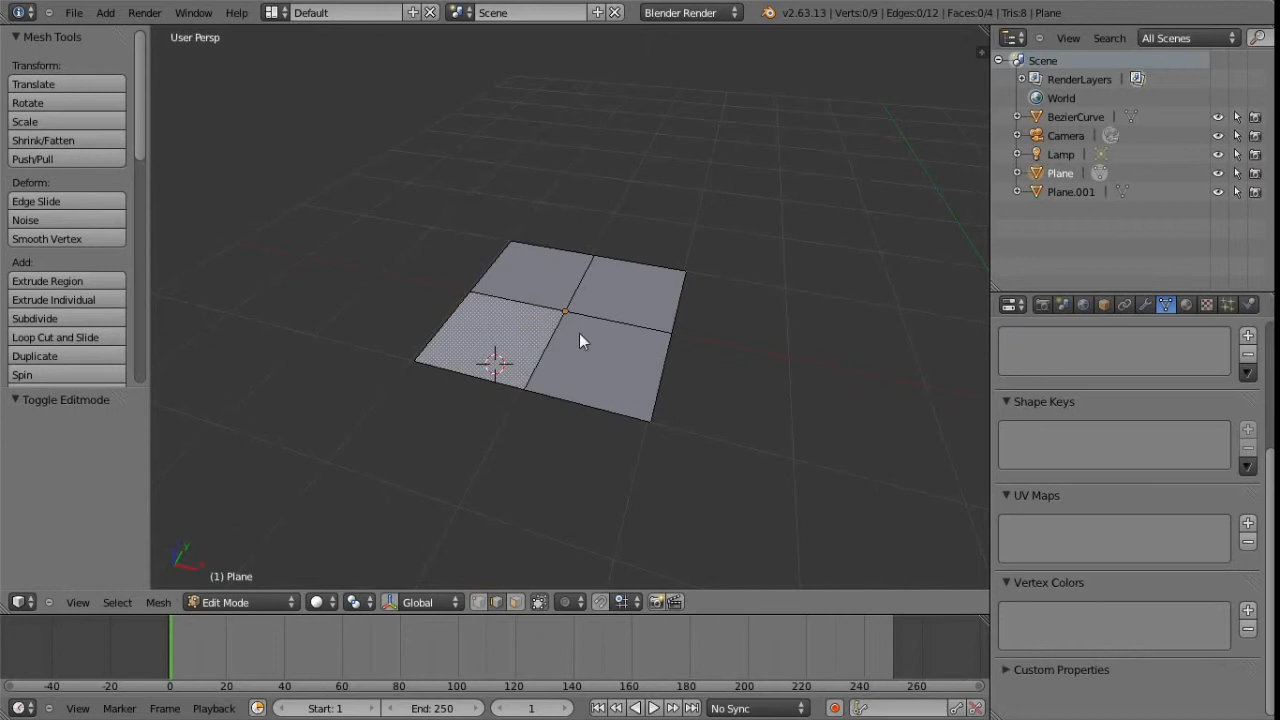 File Add Render Window Help Default Scene Blender Render v2.63.13 | Verts:0/9 | Edges:0/12 | Faces:0/4 | Tris:8 | Plane
Mesh Tools
Transform:
Translate
Rotate
Scale
Shrink/Fatten
Push/Pull
Deform:
Edge Slide
Noise
Smooth Vertex
Add:
Extrude Region
Extrude Individual
Subdivide
Loop Cut and Slide
Duplicate
Spin
Toggle Editmode
User Persp
y
(1) Plane
View Search All Scenes
Scene
RenderLayers |
World
BezierCurve |
Camera |
Lamp |
Plane |
Plane.001 |
Shape Keys
UV Maps
Vertex Colors
Custom Properties
View Select Mesh Edit Mode Global
-40 -20 0 20 40 60 80 100 120 140 160 180 200 220 240 260
View Marker Frame Playback Start: 1 End: 250 1 No Sync